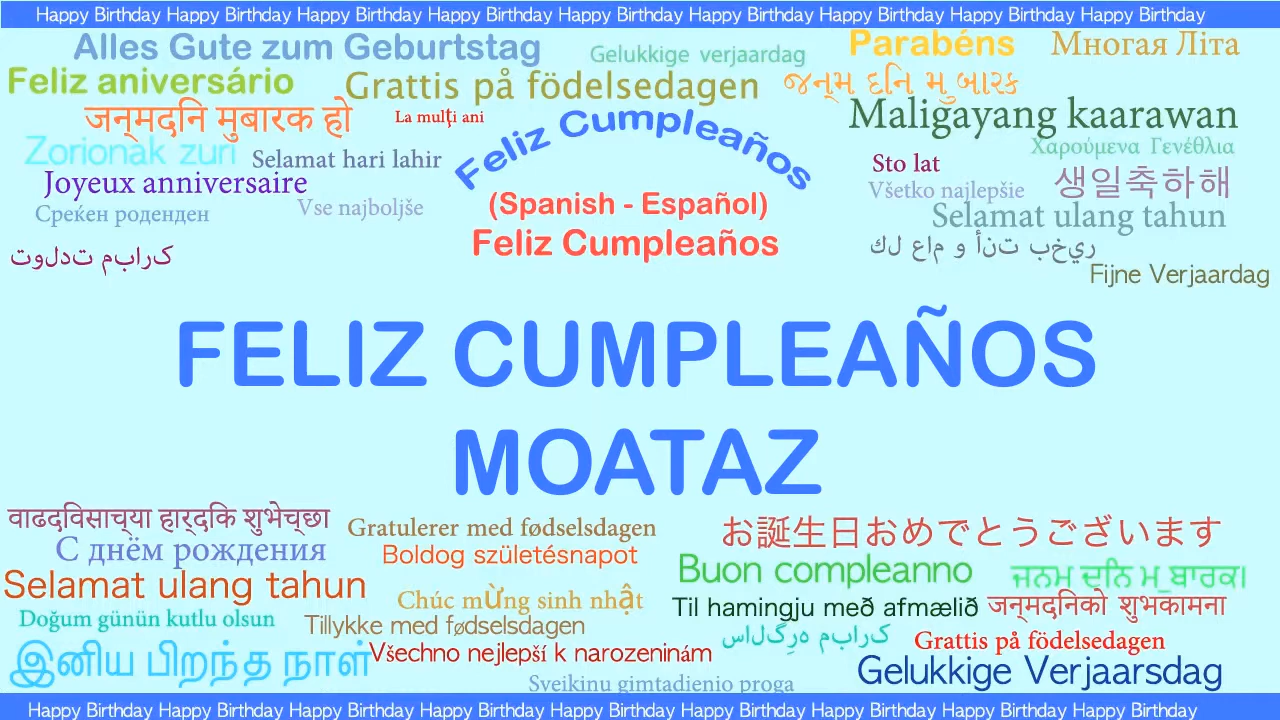 Happy Birthday Happy Birthday Happy Birthday Happy Birthday Happy Birthday Happy Birthday Happy Birthday Happy Birthday Happy Birthday
Alles Gute zum Geburtstag
Gelukkige verjaardag
Parabéns
Многая Літа
Feliz aniversário
Grattis på födelsedagen
જન્મ દિન મુબારક
जन्मदिन मुबारक हो
La mulţi ani
Feliz Cumpleaños
Maligayang kaarawan
Zorionak zuri
Selamat hari lahir
Sto lat
Χαρούμενα Γενέθλια
Joyeux anniversaire
Všetko najlepšie
생일축하해
Среќен роденден
Vse najboljše
(Spanish - Español)
Selamat ulang tahun
تولدت مبارک
Feliz Cumpleaños
كل عام و أنت بخير
Fijne Verjaardag
FELIZ CUMPLEAÑOS
MOATAZ
वाढदिवसाच्या हार्दिक शुभेच्छा
Gratulerer med fødselsdagen
お誕生日おめでとうございます
С днём рождения
Boldog születésnapot
Buon compleanno
ਜਨਮ ਦਿਨ ਮੁਬਾਰਕ।
Selamat ulang tahun
Chúc mừng sinh nhật
Til hamingju með afmælið
जन्मदिनको शुभकामना
Doğum günün kutlu olsun
Tillykke med fødselsdagen
سالگرہ مبارک
Grattis på födelsedagen
இனிய பிறந்த நாள்
Všechno nejlepší k narozeninám
Gelukkige Verjaarsdag
Sveikinu gimtadienio proga
Happy Birthday Happy Birthday Happy Birthday Happy Birthday Happy Birthday Happy Birthday Happy Birthday Happy Birthday Happy Birthday